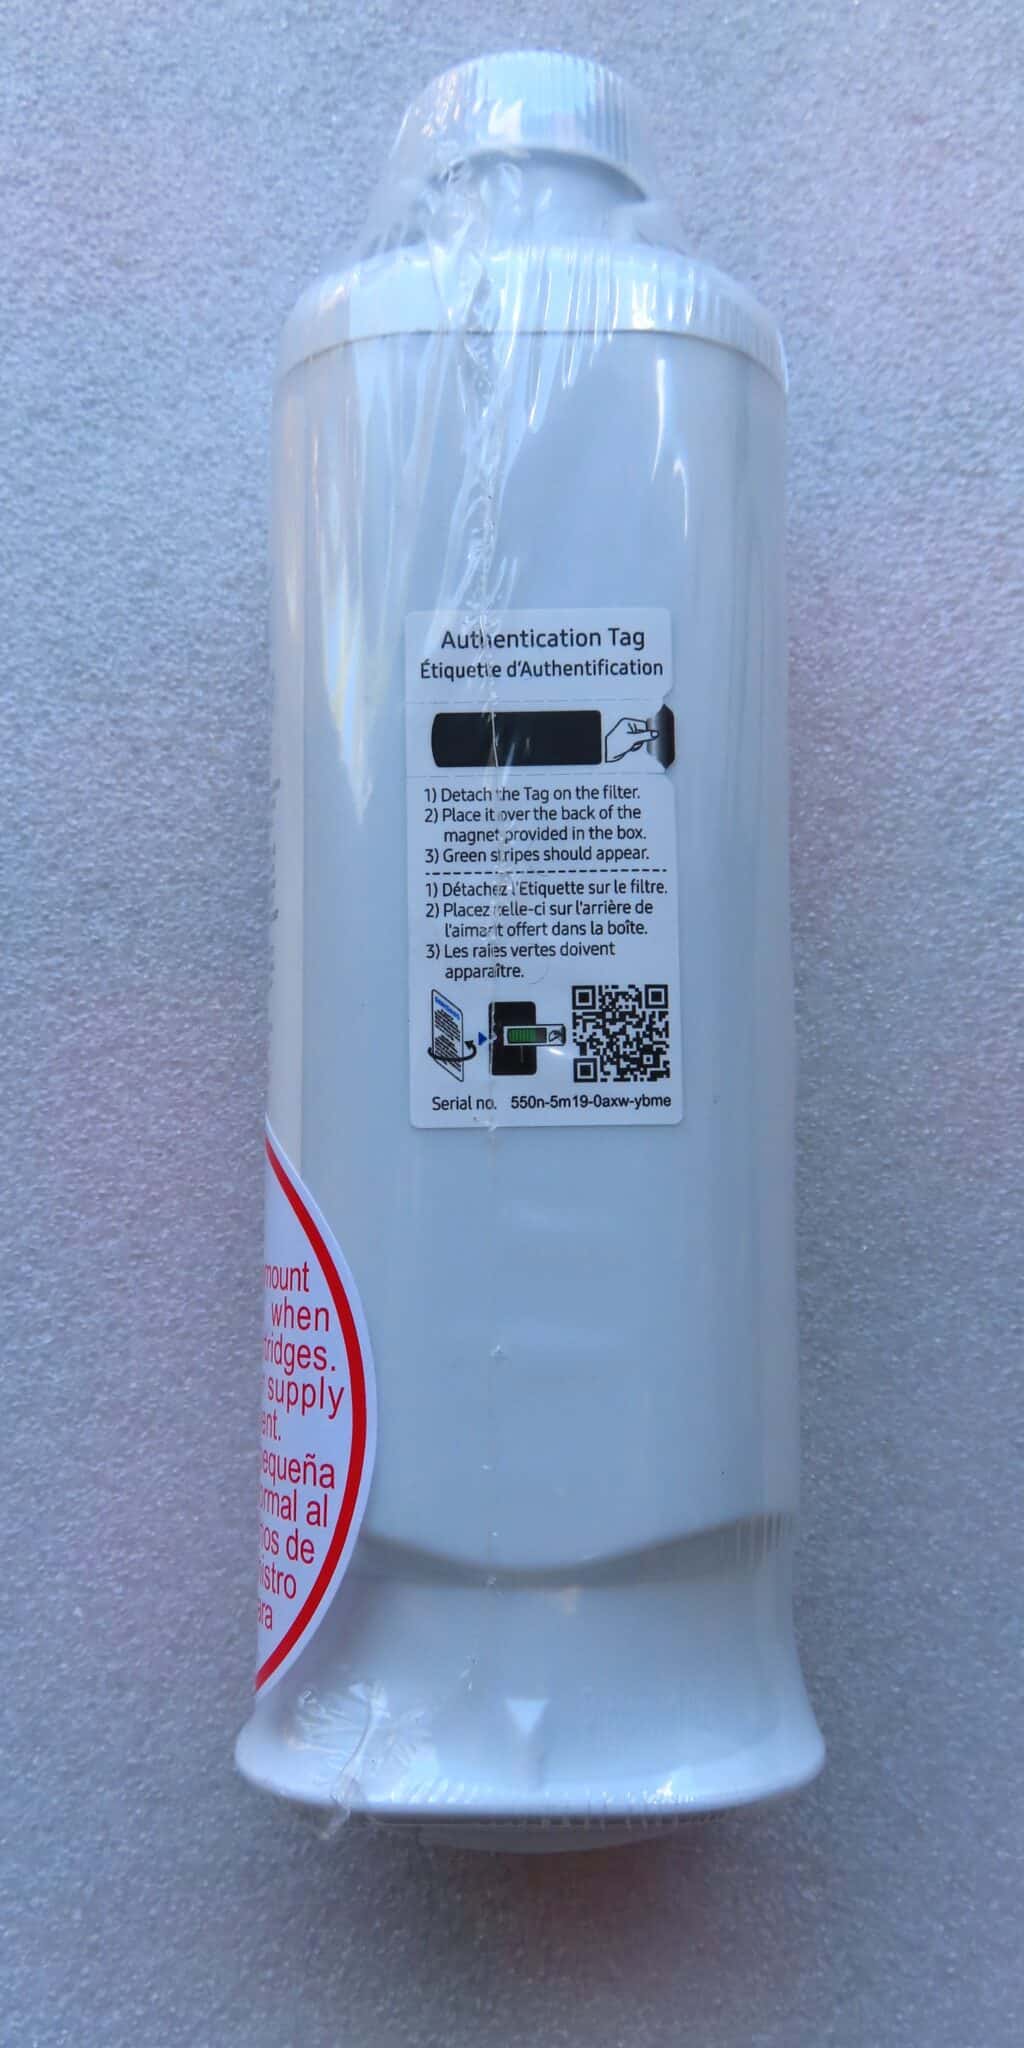 Authentication Tag
Étiquette d'Authentification
1) Detach the Tag on the filter.
2) Place it over the back of the
magnet provided in the box.
3) Green stripes should appear.
1) Détachez l'Etiquette sur le filtre.
2) Placez celle-ci sur l'arrière de
l'aimant offert dans la boîte.
3) Les raies vertes doivent
apparaître.
Serial no. 550n-5m19-0axw-ybme
mount
when
tridges.
supply
ent.
equeña
ormal al
nos de
istro
ara